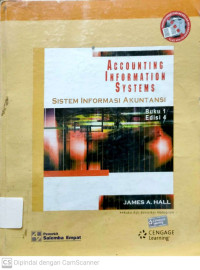 ACCOUNTING
INFORMATION
SYSTEMS
SISTEM INFORMASI AKUNTANSI
Buku 1
Edisi 4
JAMES A. HALL
Penerbit
Salemba Empat
CENGAGE
Learning
CS Dipindai dengan CamScanner